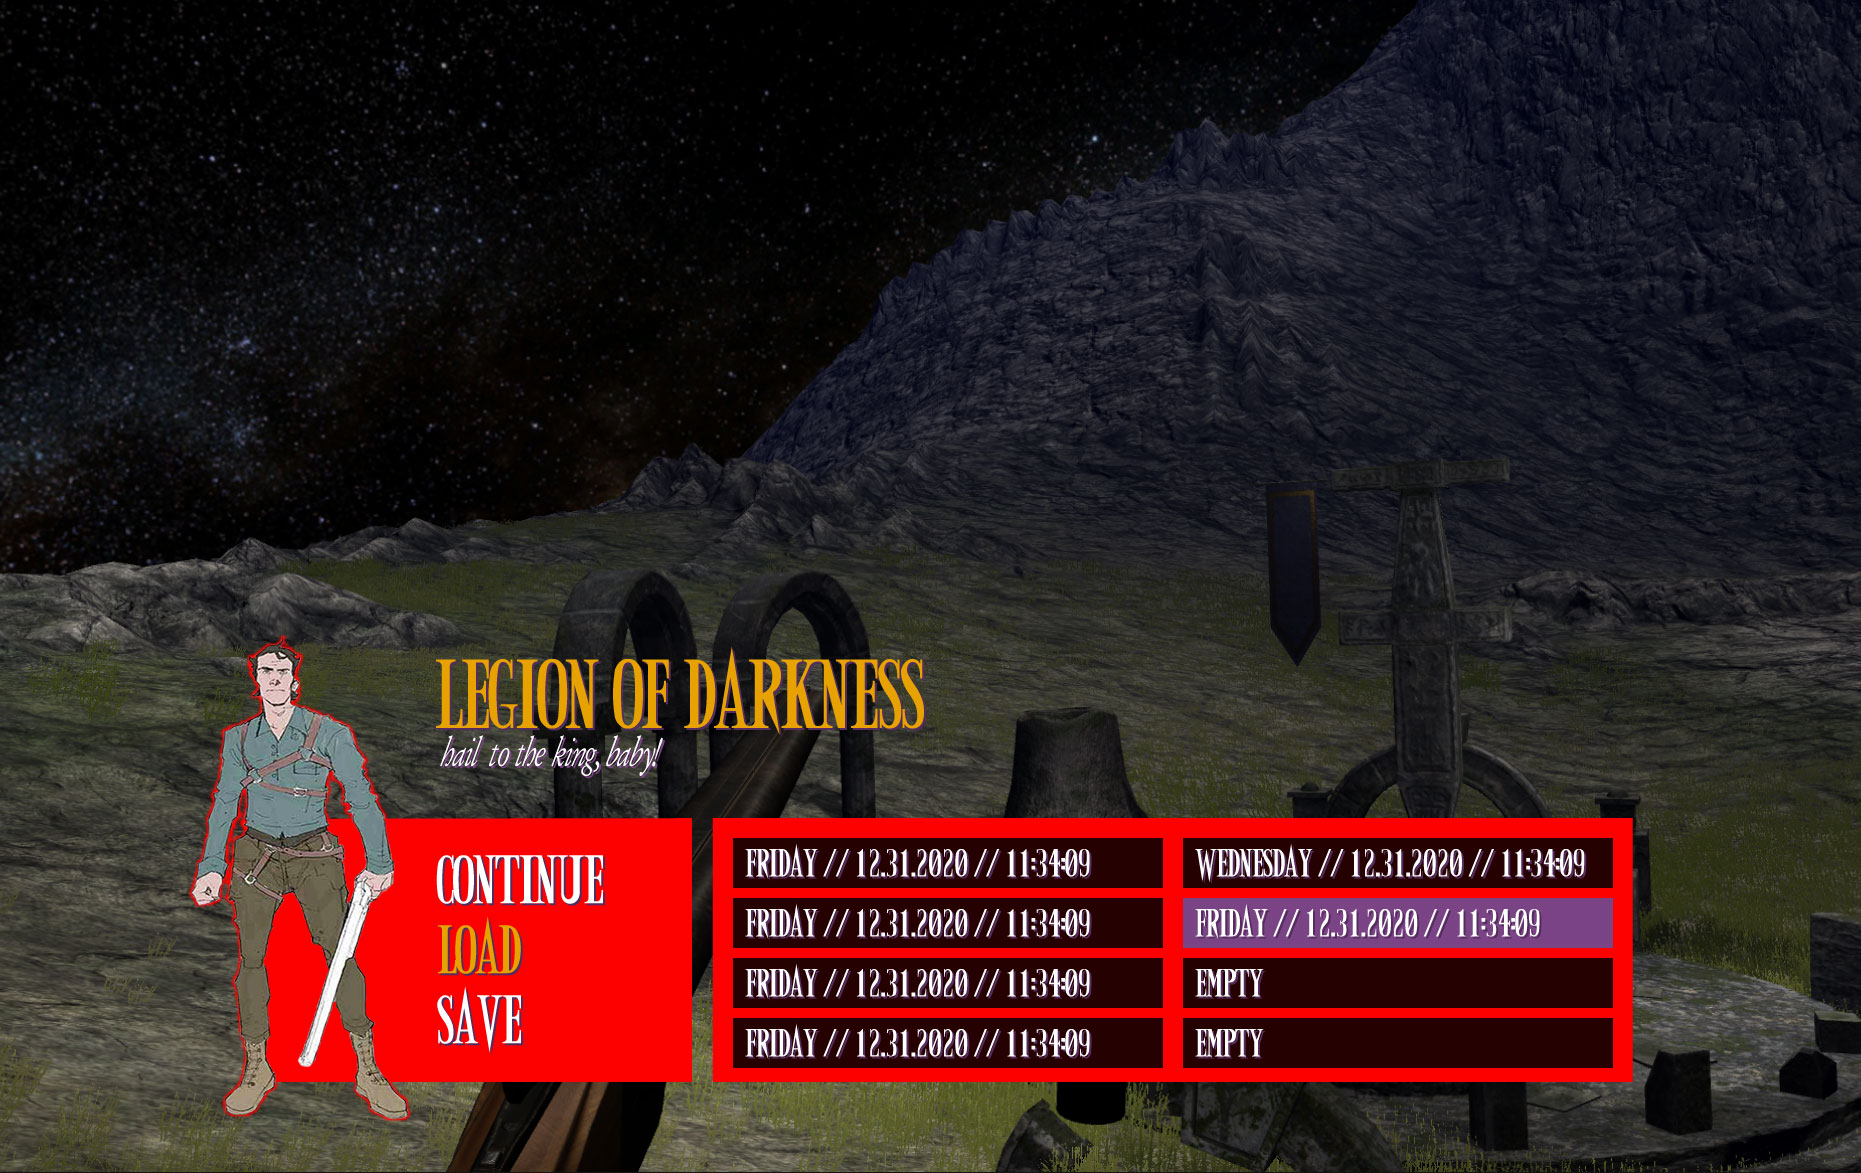 LEGION OF DARKNESS
hail to the king, baby!
CONTINUE
LOAD
SAVE
FRIDAY // 12.31.2020 // 11:34:09
FRIDAY // 12.31.2020 // 11:34:09
FRIDAY // 12.31.2020 // 11:34:09
FRIDAY // 12.31.2020 // 11:34:09
WEDNESDAY // 12.31.2020 // 11:34:09
FRIDAY // 12.31.2020 // 11:34:09
EMPTY
EMPTY